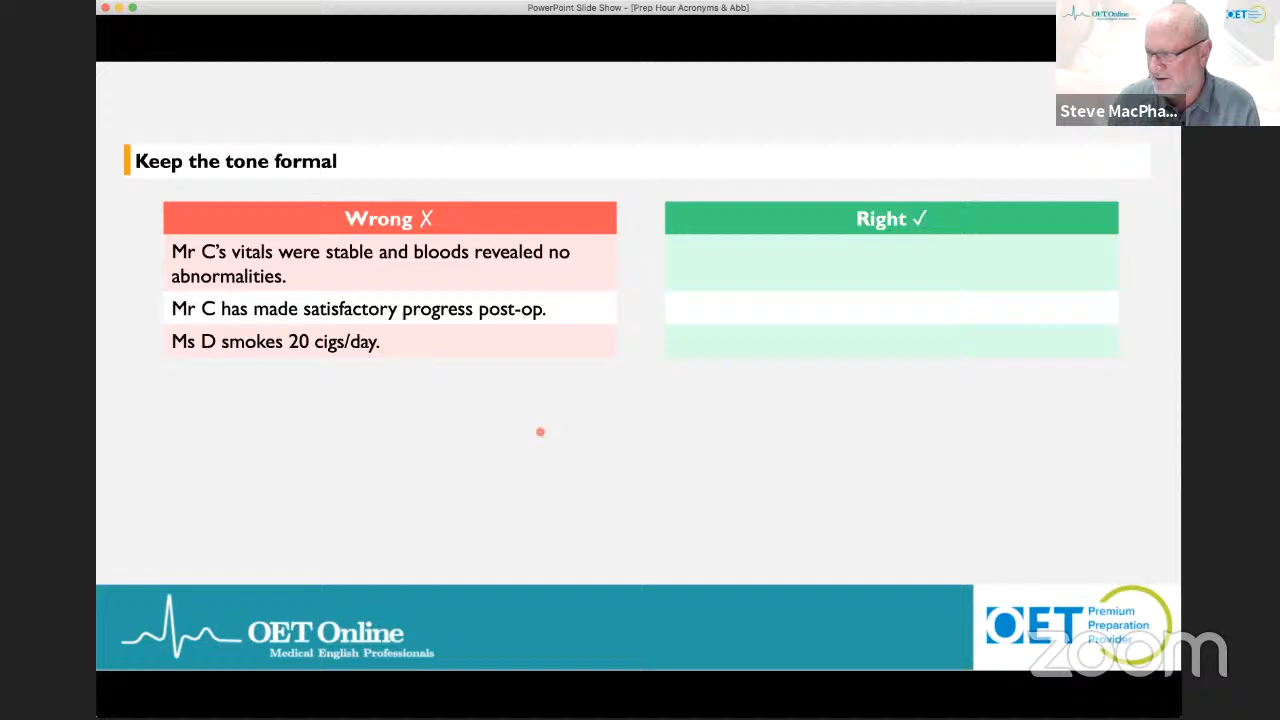 PowerPoint Slide Show - [Prep Hour Acronyms & Abb]
OET Online
OET
Steve MacPha...
Keep the tone formal
Wrong ✗
Right ✓
Mr C's vitals were stable and bloods revealed no
abnormalities.
Mr C has made satisfactory progress post-op.
Ms D smokes 20 cigs/day.
OET Online
Medical English Professionals
OET
Premium
Preparation
Provider
zoom